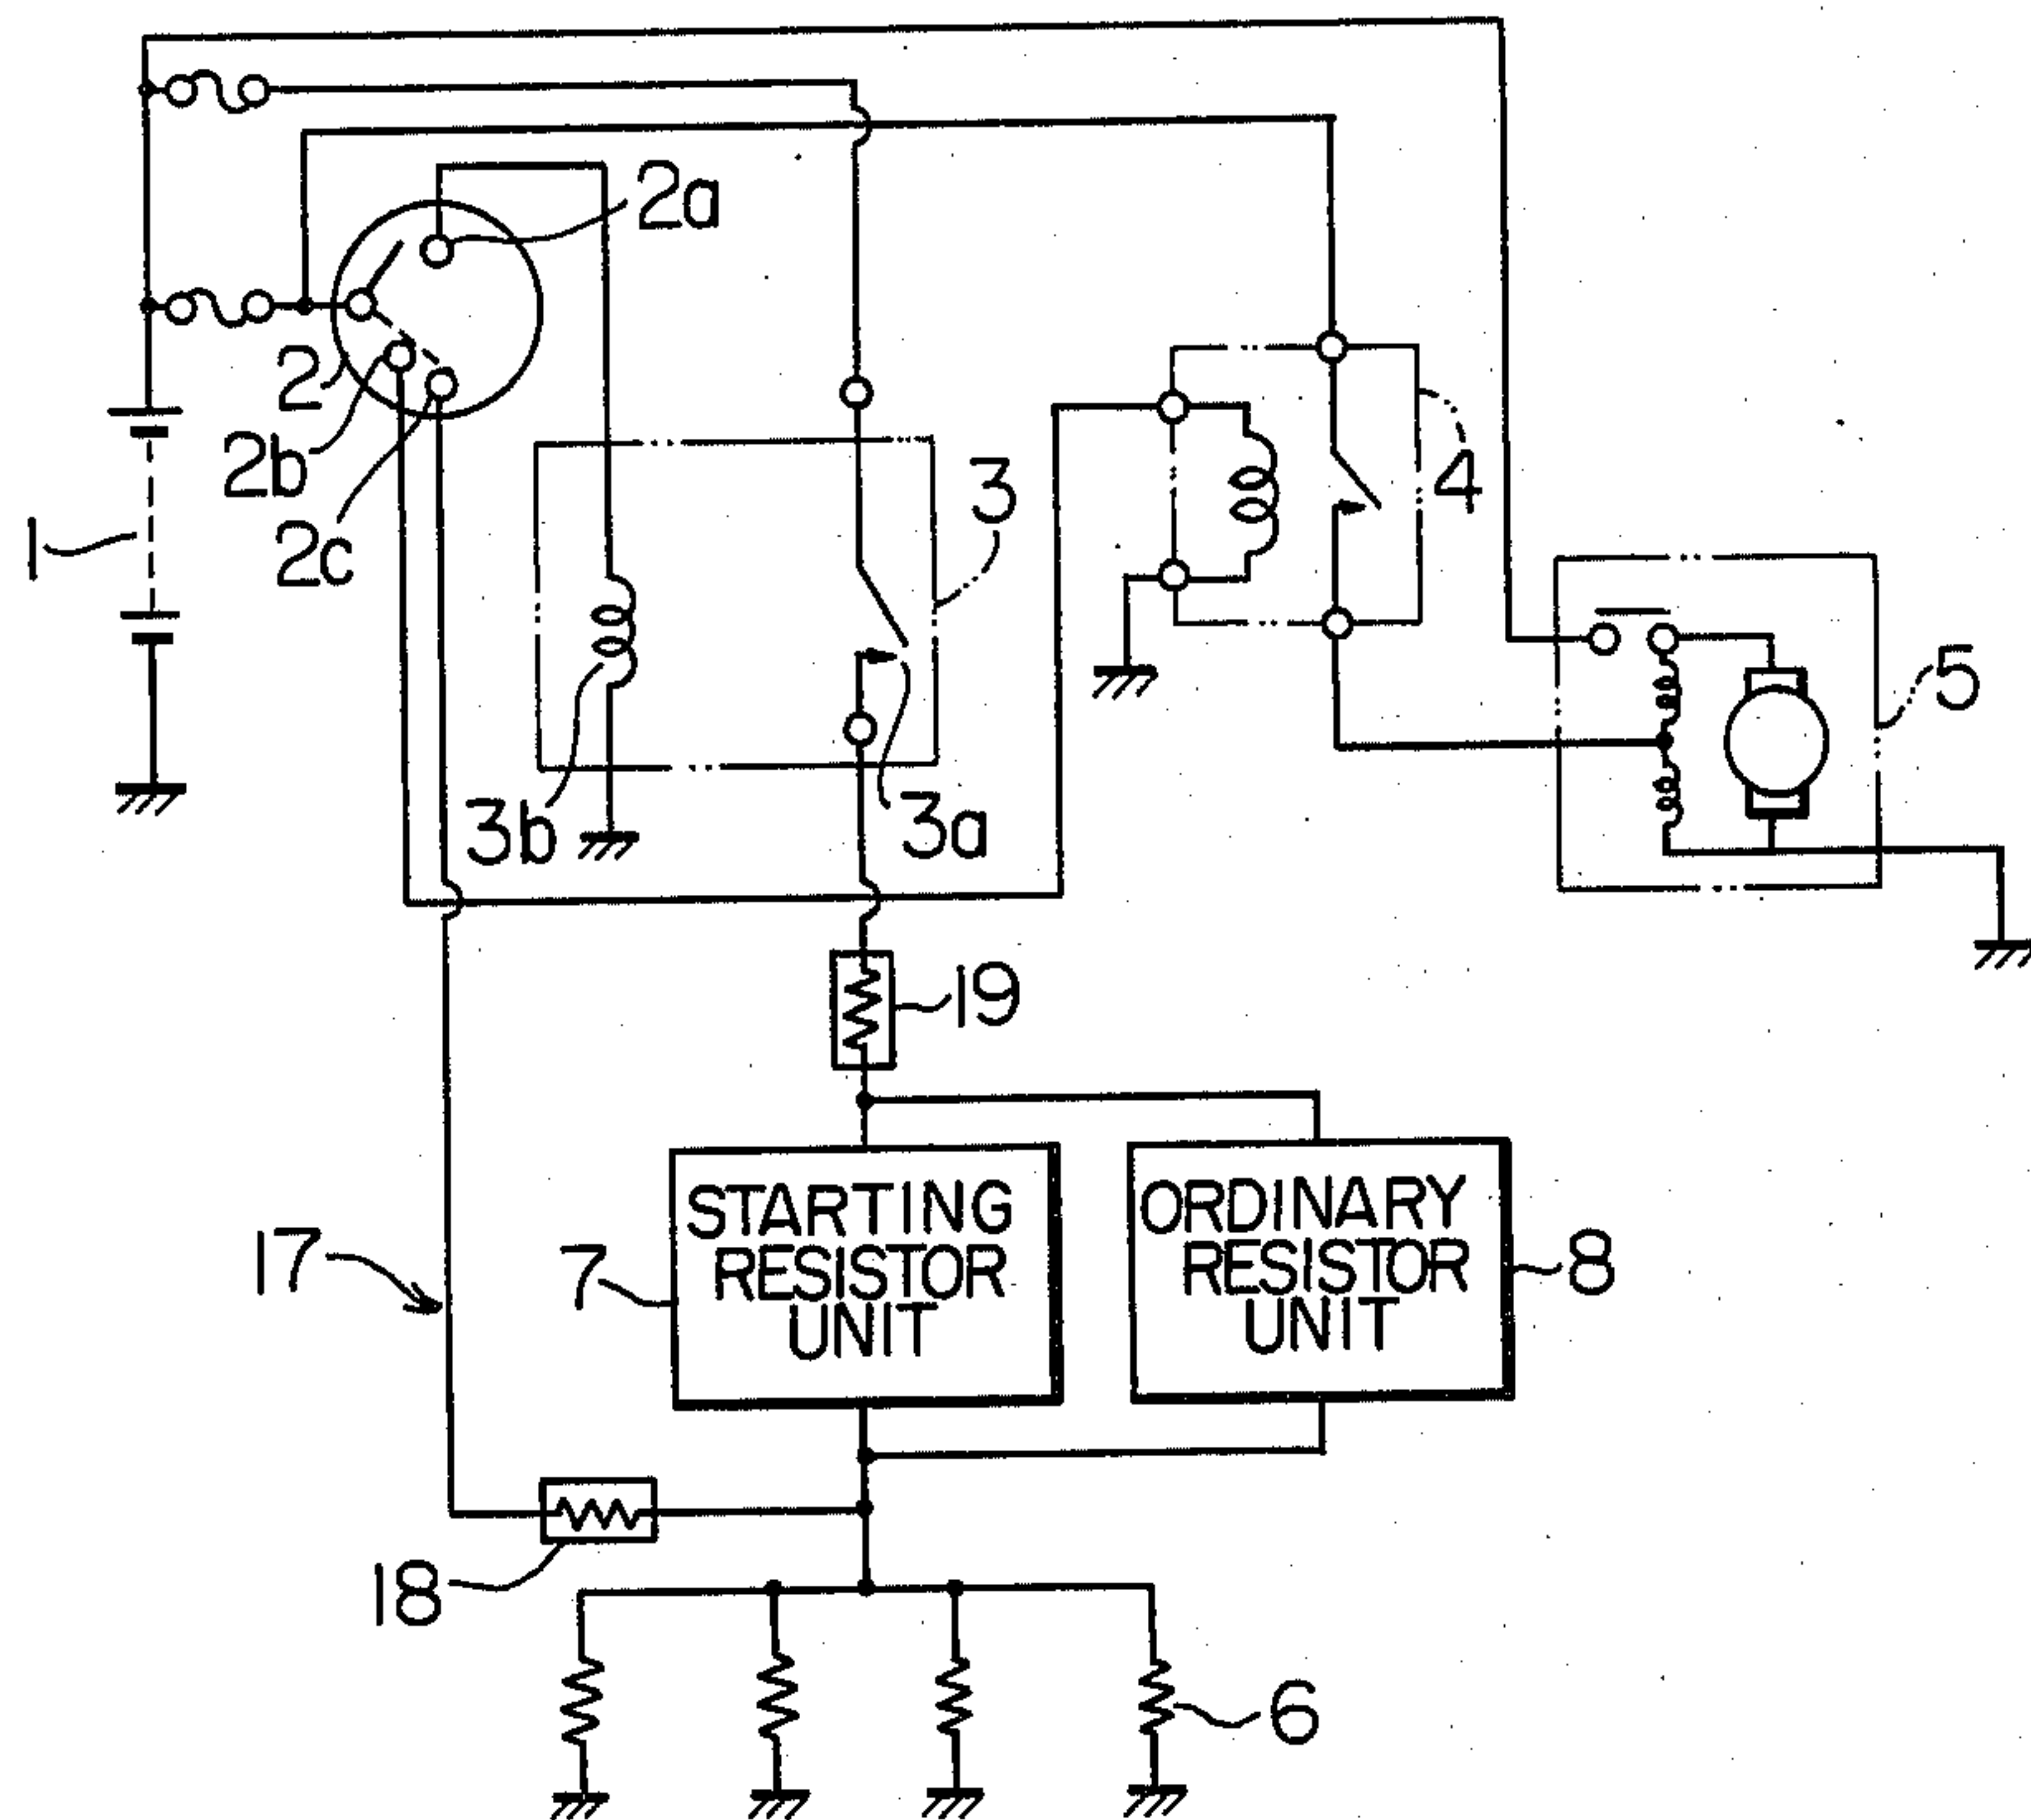 2a
2
2b
2c
1
3
4
5
3b
3a
19
17
7
STARTING
RESISTOR
UNIT
ORDINARY
RESISTOR
UNIT
8
18
6